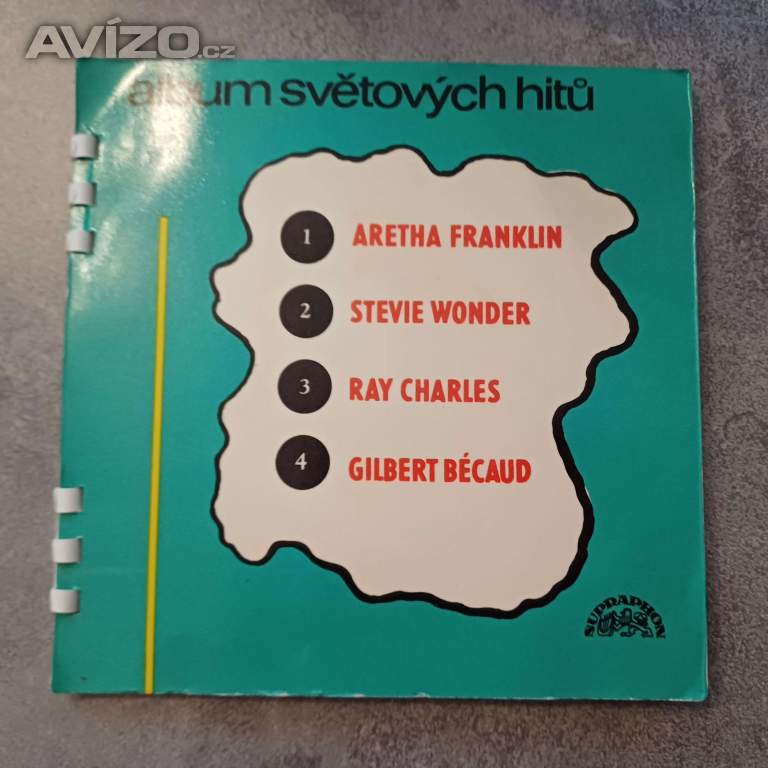 AVÍZO.cz
album světových hitů
1 ARETHA FRANKLIN
2 STEVIE WONDER
3 RAY CHARLES
4 GILBERT BÉCAUD
SUPRAPHON